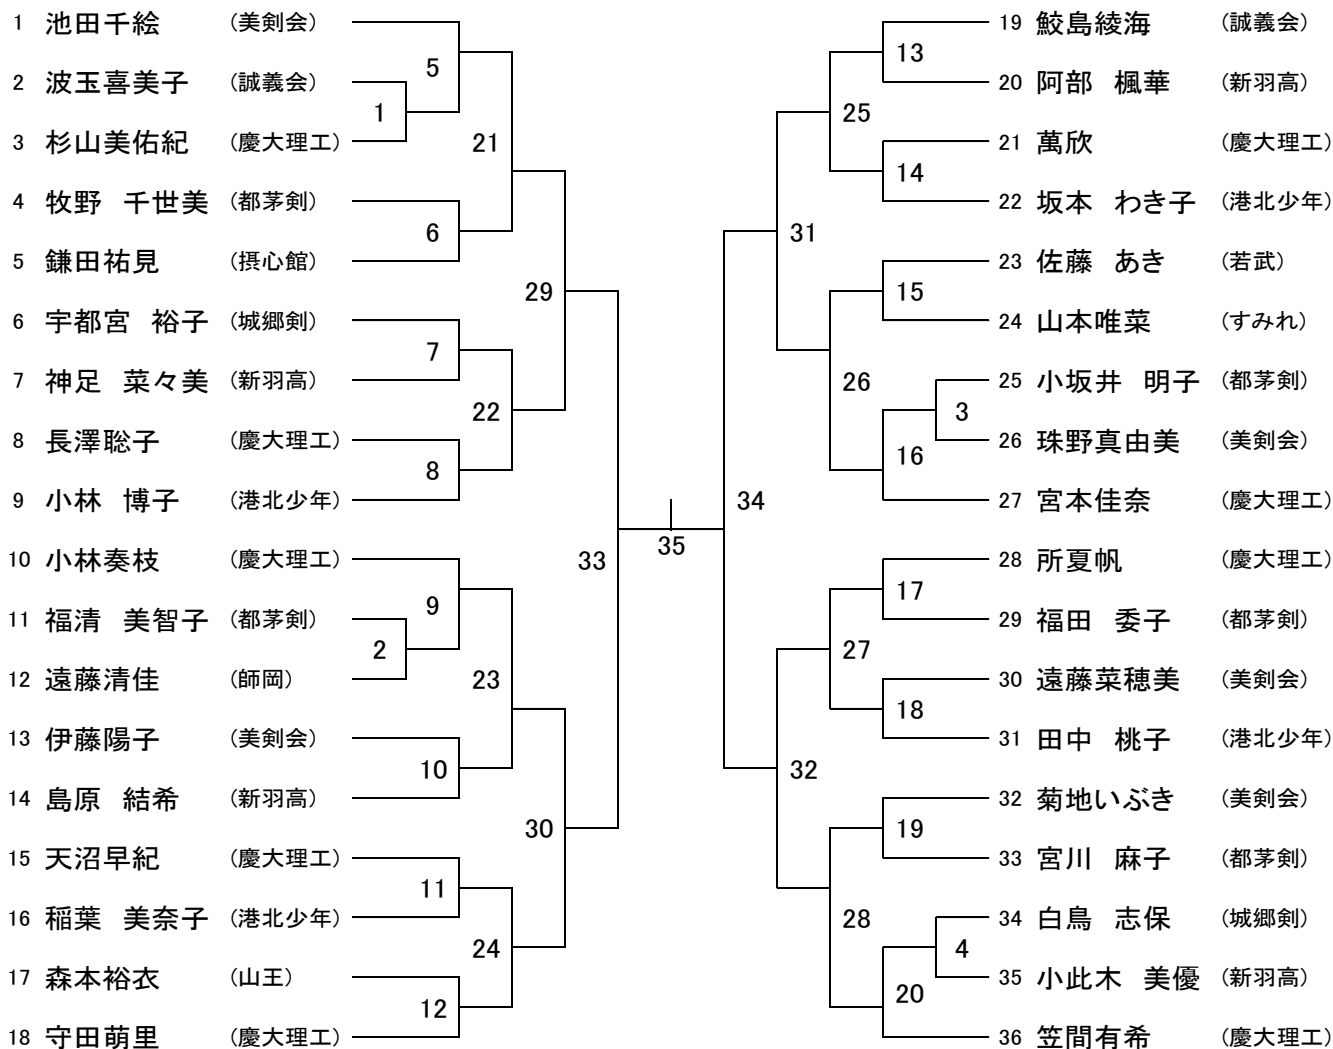 1 池田千絵 (美剣会)
2 波玉喜美子 (誠義会)
3 杉山美佑紀 (慶大理工)
4 牧野 千世美 (都茅剣)
5 鎌田祐見 (摂心館)
6 宇都宮 裕子 (城郷剣)
7 神足 菜々美 (新羽高)
8 長澤聡子 (慶大理工)
9 小林 博子 (港北少年)
10 小林奏枝 (慶大理工)
11 福清 美智子 (都茅剣)
12 遠藤清佳 (師岡)
13 伊藤陽子 (美剣会)
14 島原 結希 (新羽高)
15 天沼早紀 (慶大理工)
16 稲葉 美奈子 (港北少年)
17 森本裕衣 (山王)
18 守田萌里 (慶大理工)
1
2
5
6
7
8
9
10
11
12
21
22
23
24
29
30
33
35
34
31
32
25
26
27
28
13
14
15
16
17
18
19
20
3
4
19 鮫島綾海 (誠義会)
20 阿部 楓華 (新羽高)
21 萬欣 (慶大理工)
22 坂本 わき子 (港北少年)
23 佐藤 あき (若武)
24 山本唯菜 (すみれ)
25 小坂井 明子 (都茅剣)
26 珠野真由美 (美剣会)
27 宮本佳奈 (慶大理工)
28 所夏帆 (慶大理工)
29 福田 委子 (都茅剣)
30 遠藤菜穂美 (美剣会)
31 田中 桃子 (港北少年)
32 菊地いぶき (美剣会)
33 宮川 麻子 (都茅剣)
34 白鳥 志保 (城郷剣)
35 小此木 美優 (新羽高)
36 笠間有希 (慶大理工)